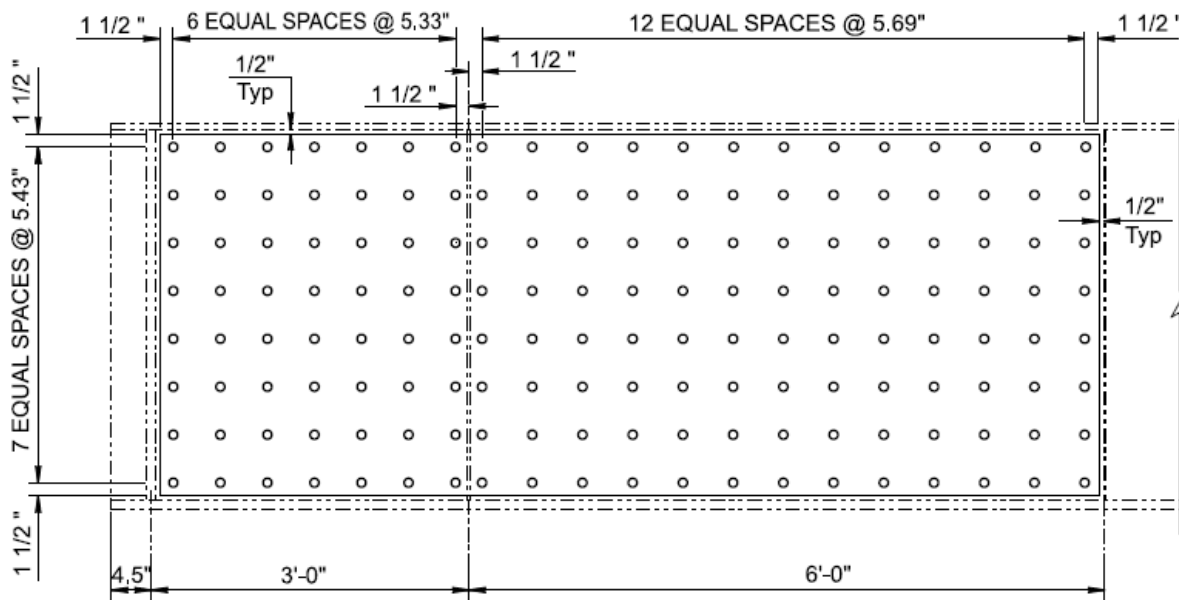 1 1/2 "
6 EQUAL SPACES @ 5.33"
12 EQUAL SPACES @ 5.69"
1 1/2 "
1 1/2 "
1/2"
Typ
1 1/2 "
1 1/2 "
7 EQUAL SPACES @ 5.43"
1/2"
Typ
1 1/2 "
4.5"
3'-0"
6'-0"